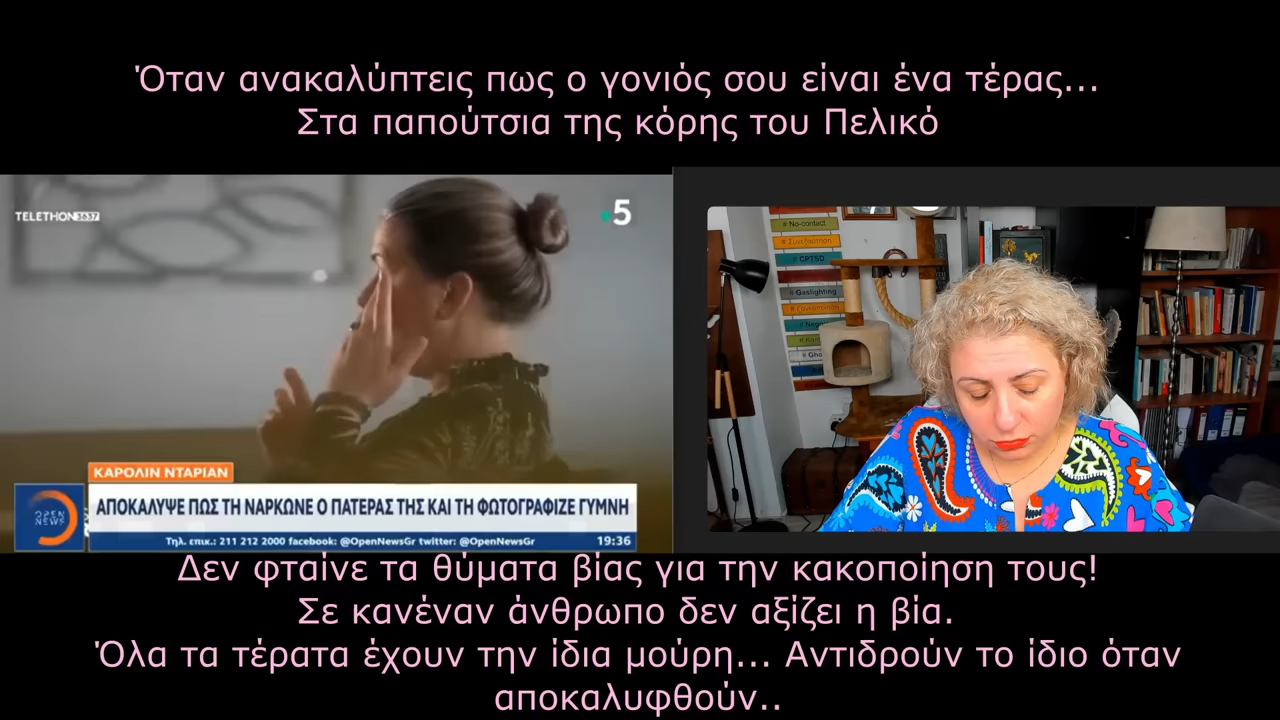 Όταν ανακαλύπτεις πως ο γονιός σου είναι ένα τέρας...
Στα παπούτσια της κόρης του Πελικό
TELETHON 3637
5
# No-contact
# Συνεξάρτηση
# CPTSD
# Gaslighting
ΚΑΡΟΛΙΝ ΝΤΑΡΙΑΝ
OPEN NEWS
ΑΠΟΚΑΛΥΨΕ ΠΩΣ ΤΗ ΝΑΡΚΩΝΕ Ο ΠΑΤΕΡΑΣ ΤΗΣ ΚΑΙ ΤΗ ΦΩΤΟΓΡΑΦΙΖΕ ΓΥΜΝΗ
Τηλ. επικ.: 211 212 2000 facebook: @OpenNewsGr twitter: @OpenNewsGr 19:36
Δεν φταίνε τα θύματα βίας για την κακοποίηση τους!
Σε κανέναν άνθρωπο δεν αξίζει η βία.
Όλα τα τέρατα έχουν την ίδια μούρη... Αντιδρούν το ίδιο όταν
αποκαλυφθούν..